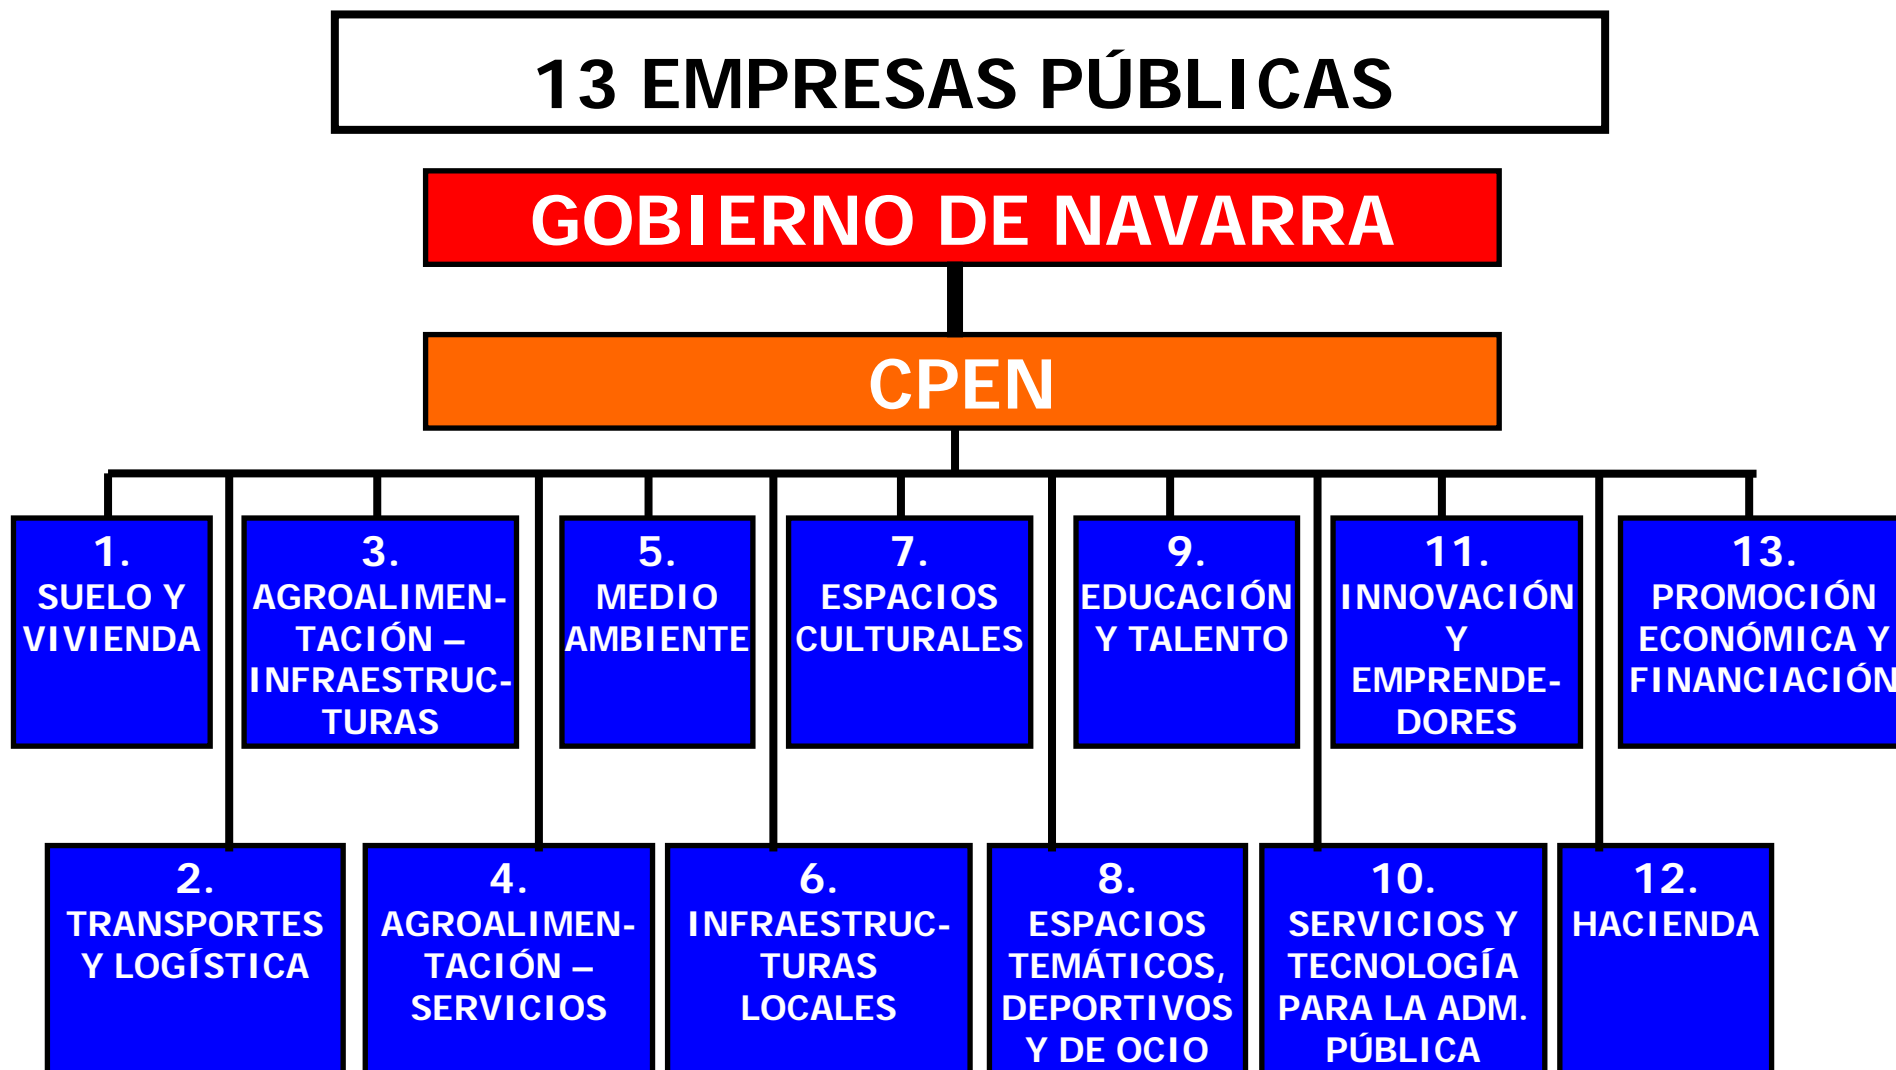 13 EMPRESAS PÚBLICAS
GOBIERNO DE NAVARRA
CPEN
1.
SUELO Y
VIVIENDA
3.
AGROALIMEN-
TACIÓN –
INFRAESTRUC-
TURAS
5.
MEDIO
AMBIENTE
7.
ESPACIOS
CULTURALES
9.
EDUCACIÓN
Y TALENTO
11.
INNOVACIÓN
Y
EMPRENDE-
DORES
13.
PROMOCIÓN
ECONÓMICA Y
FINANCIACIÓN
2.
TRANSPORTES
Y LOGÍSTICA
4.
AGROALIMEN-
TACIÓN –
SERVICIOS
6.
INFRAESTRUC-
TURAS
LOCALES
8.
ESPACIOS
TEMÁTICOS,
DEPORTIVOS
Y DE OCIO
10.
SERVICIOS Y
TECNOLOGÍA
PARA LA ADM.
PÚBLICA
12.
HACIENDA